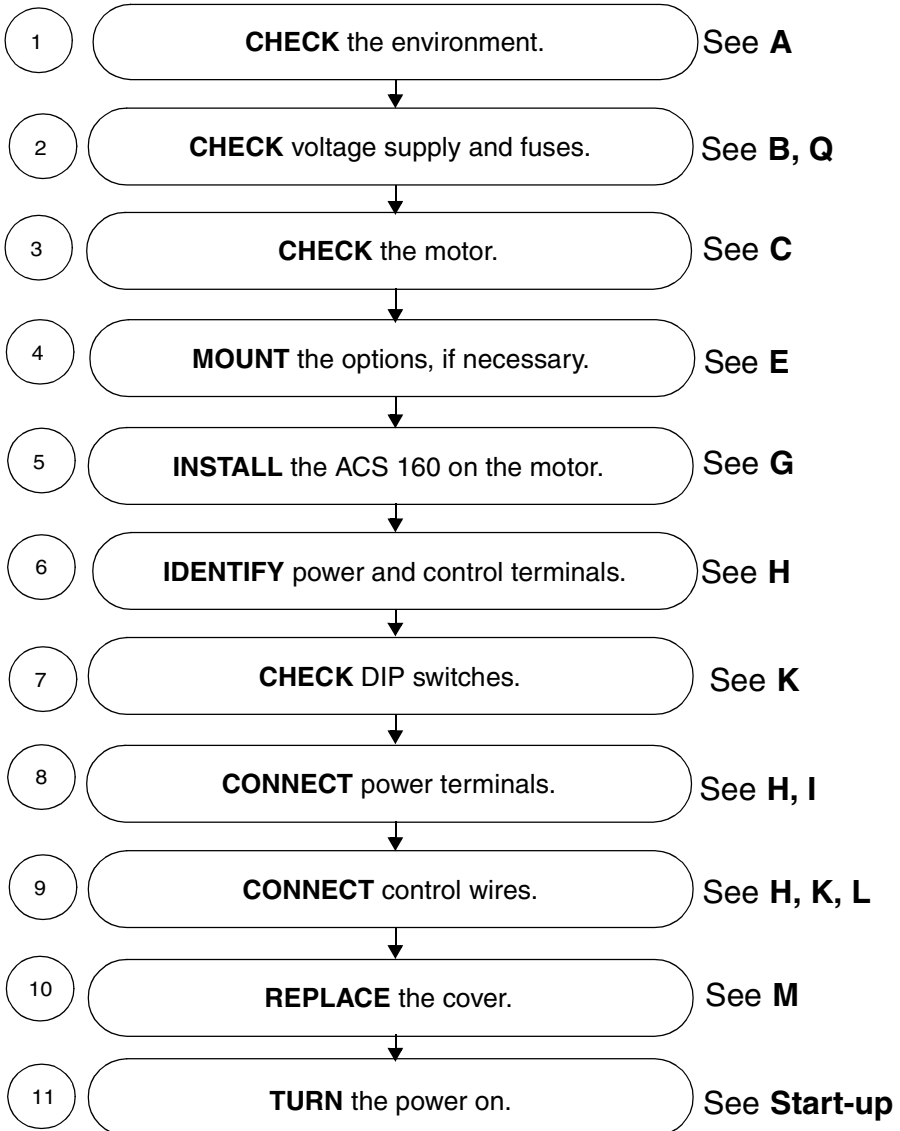 1 CHECK the environment. See A
2 CHECK voltage supply and fuses. See B, Q
3 CHECK the motor. See C
4 MOUNT the options, if necessary. See E
5 INSTALL the ACS 160 on the motor. See G
6 IDENTIFY power and control terminals. See H
7 CHECK DIP switches. See K
8 CONNECT power terminals. See H, I
9 CONNECT control wires. See H, K, L
10 REPLACE the cover. See M
11 TURN the power on. See Start-up